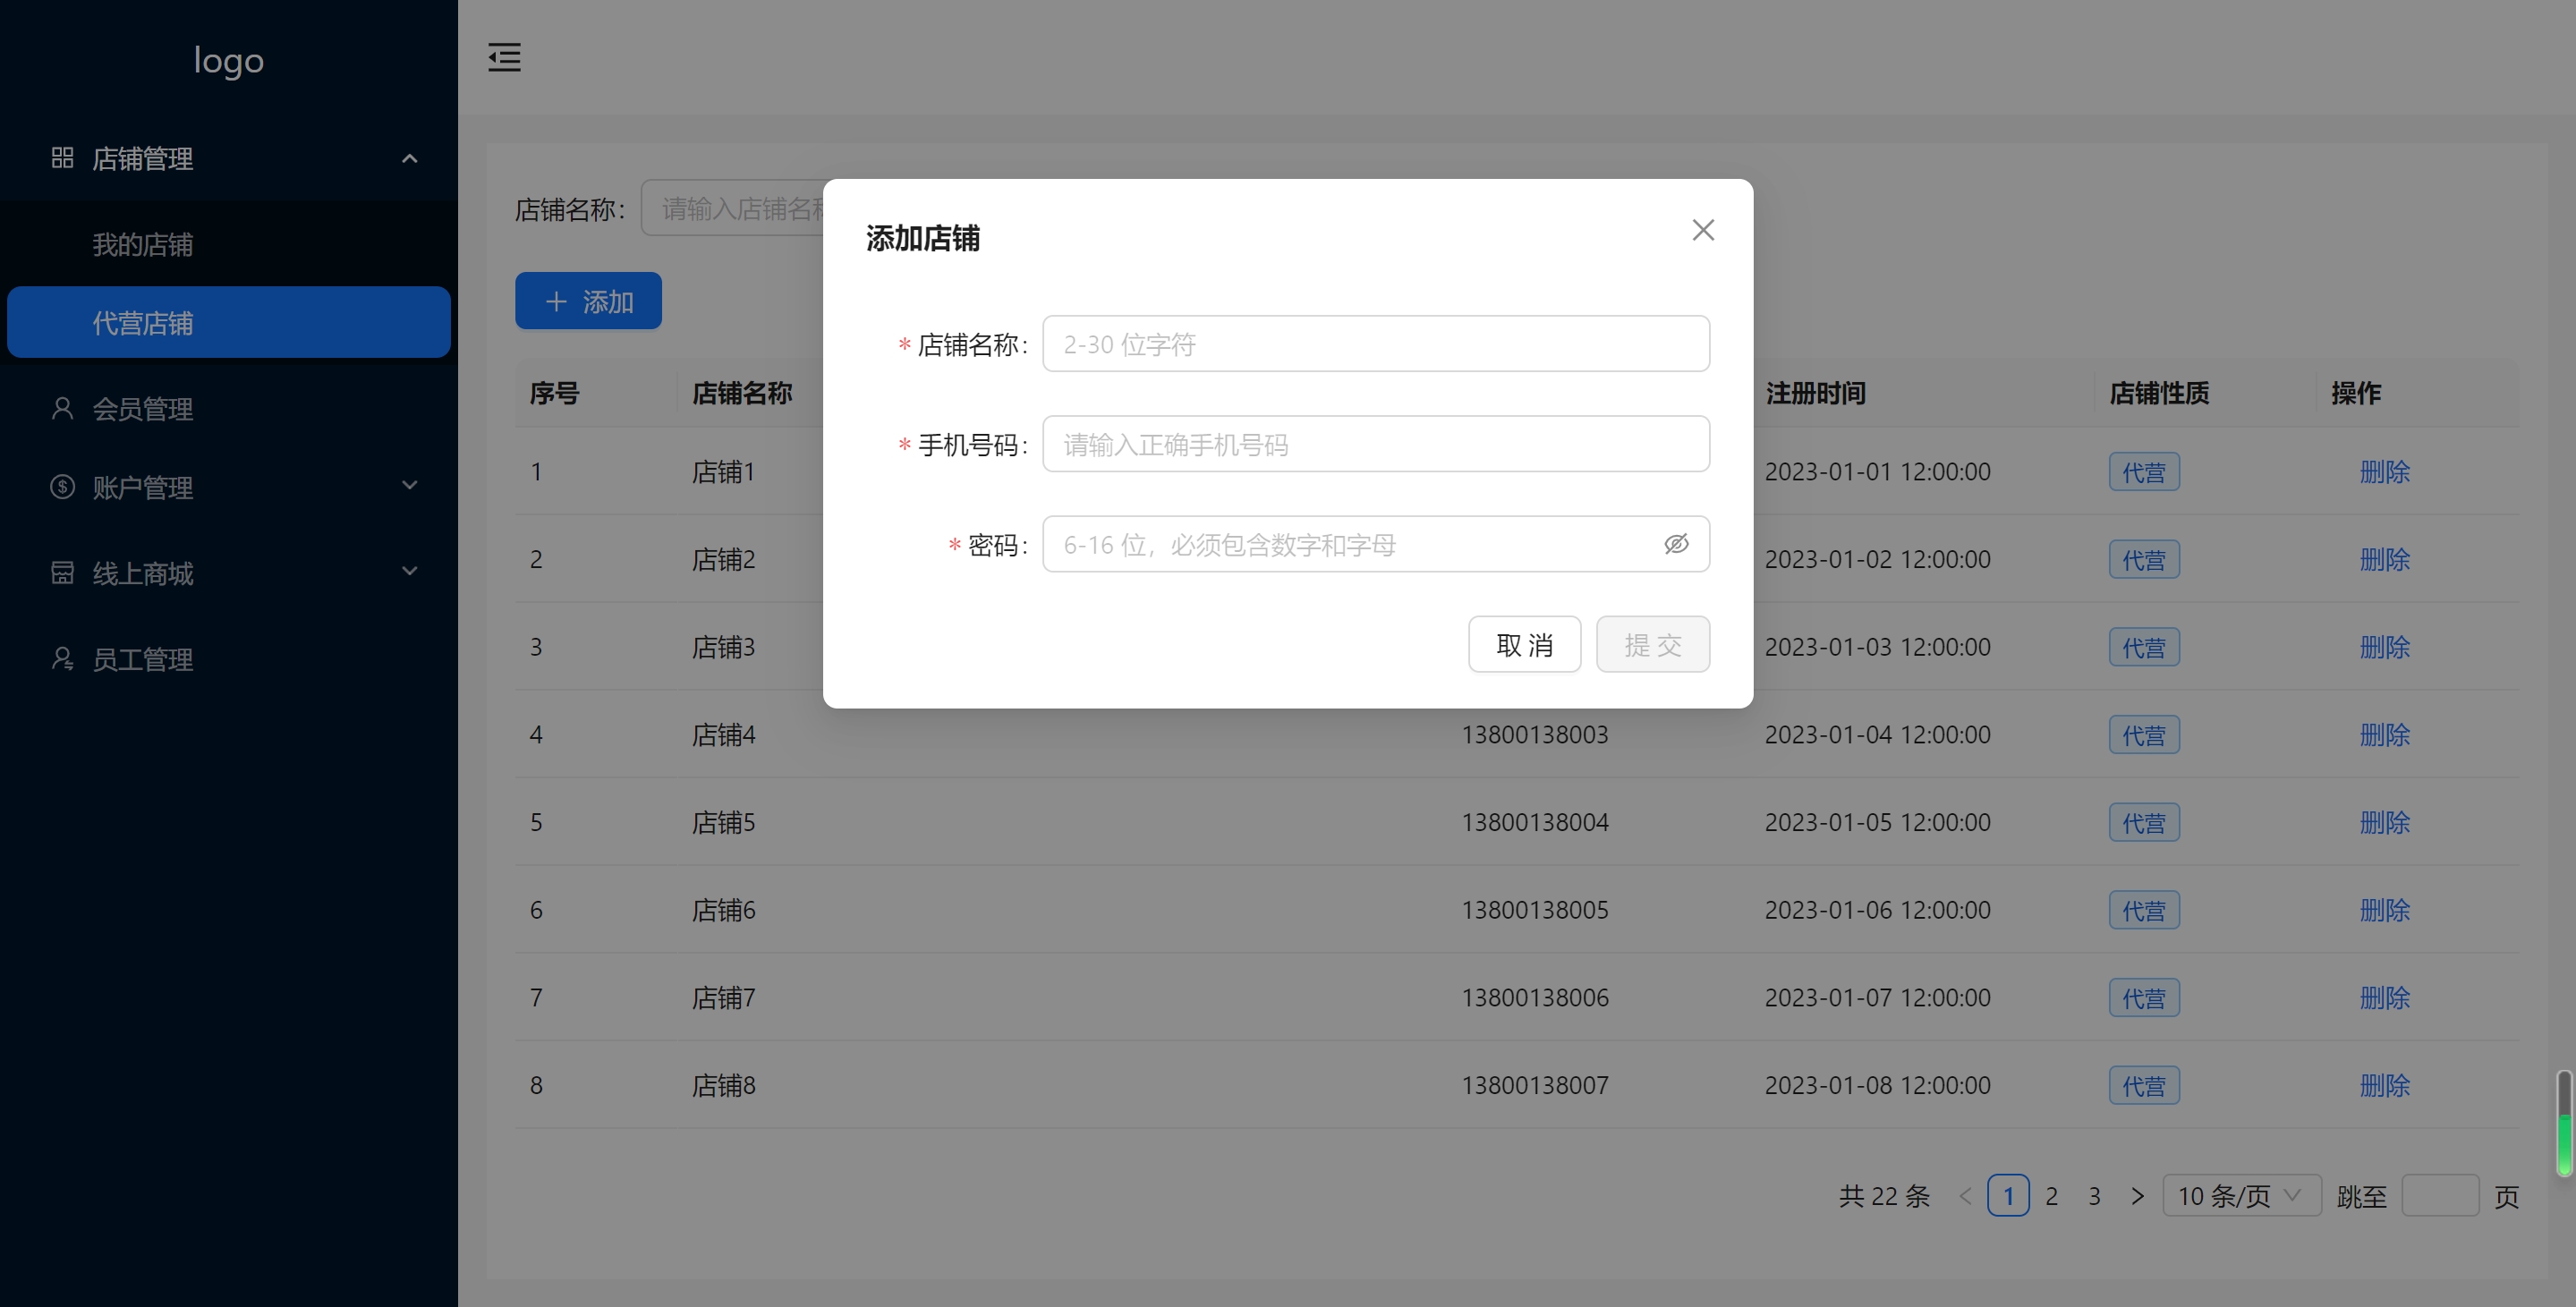 logo
店铺管理
我的店铺
代营店铺
会员管理
账户管理
线上商城
员工管理
店铺名称：
请输入店铺名
添加
添加店铺
* 店铺名称：
2-30 位字符
* 手机号码：
请输入正确手机号码
* 密码：
6-16 位，必须包含数字和字母
取 消
提 交
序号 店铺名称 注册时间 店铺性质 操作
1 店铺1 2023-01-01 12:00:00 代营 删除
2 店铺2 2023-01-02 12:00:00 代营 删除
3 店铺3 2023-01-03 12:00:00 代营 删除
4 店铺4 13800138003 2023-01-04 12:00:00 代营 删除
5 店铺5 13800138004 2023-01-05 12:00:00 代营 删除
6 店铺6 13800138005 2023-01-06 12:00:00 代营 删除
7 店铺7 13800138006 2023-01-07 12:00:00 代营 删除
8 店铺8 13800138007 2023-01-08 12:00:00 代营 删除
共 22 条 < 1 2 3 > 10 条/页 跳至 页